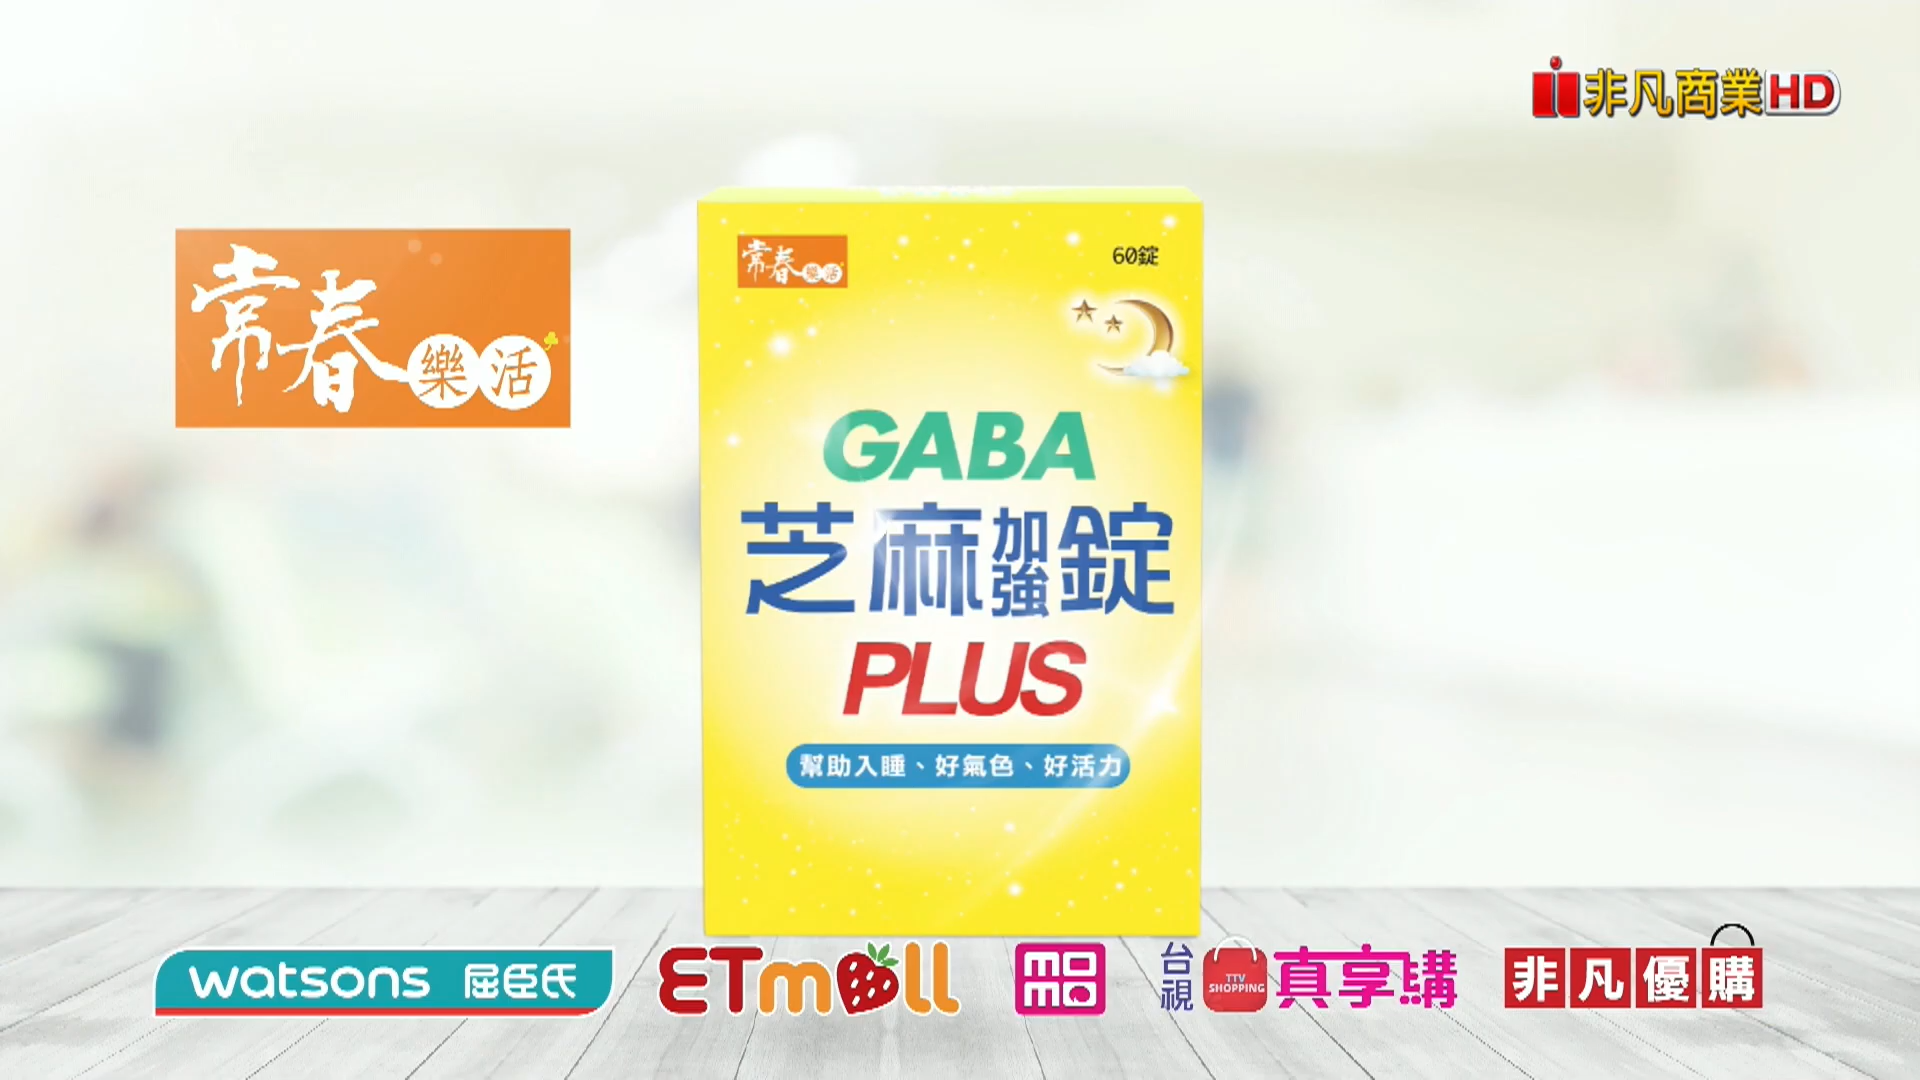 非凡商業HD
常春樂活
常春樂活
60錠
GABA
芝麻加強錠
PLUS
幫助入睡、好氣色、好活力
watsons 屈臣氏
ETmall
momo
台視 TTV SHOPPING 真享購
非凡優購